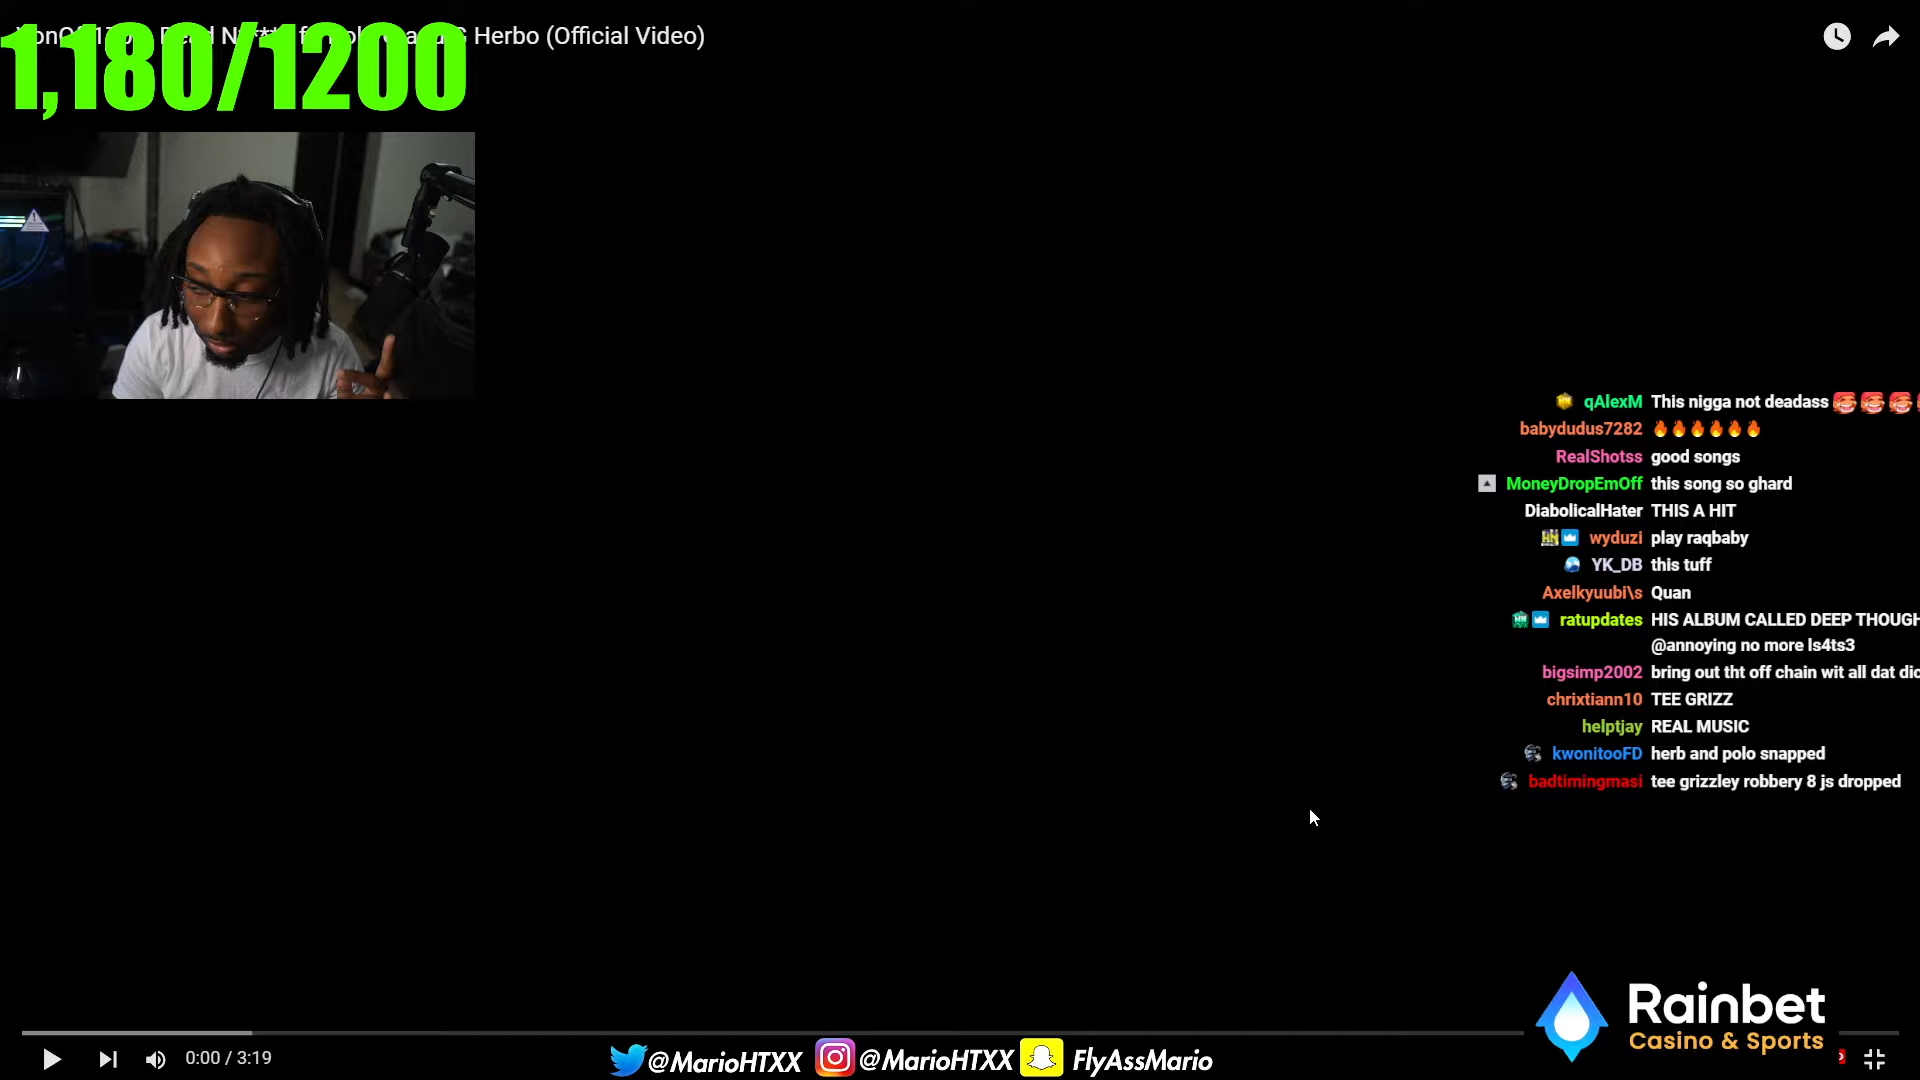 Herbo (Official Video)
1,180/1200
qAlexM This nigga not deadass
babydudus7282
RealShotss good songs
MoneyDropEmOff this song so ghard
DiabolicalHater THIS A HIT
wyduzi play raqbaby
YK_DB this tuff
Axelkyuubi\s Quan
ratupdates HIS ALBUM CALLED DEEP THOUGH
@annoying no more ls4ts3
bigsimp2002 bring out tht off chain wit all dat dic
chrixtiann10 TEE GRIZZ
helptjay REAL MUSIC
kwonitooFD herb and polo snapped
badtimingmasi tee grizzley robbery 8 js dropped
Rainbet
Casino & Sports
0:00 / 3:19
@MarioHTXX @MarioHTXX FlyAssMario